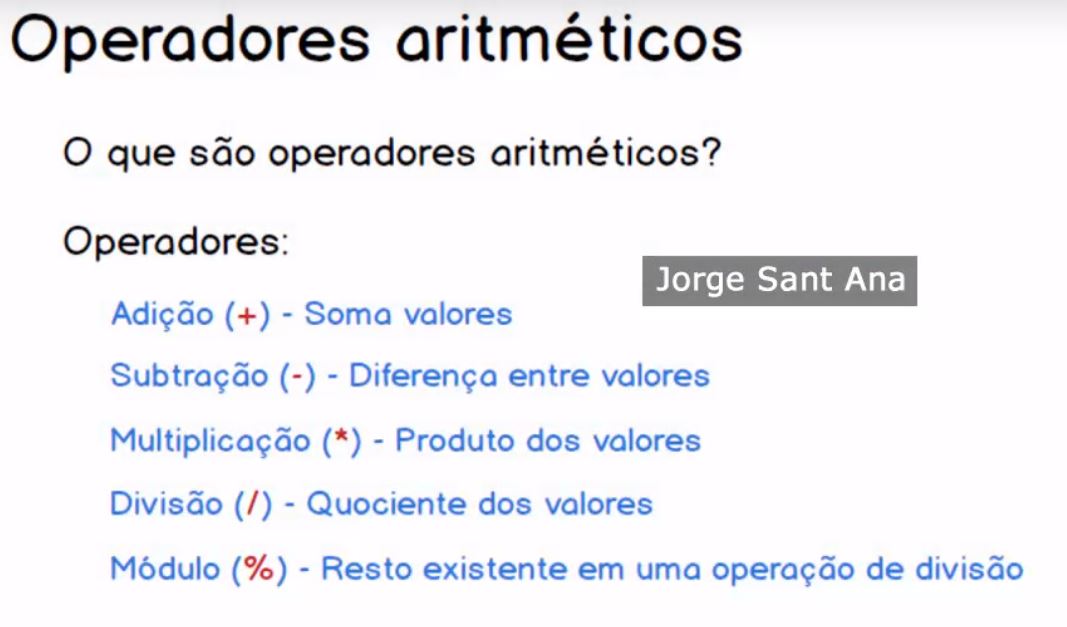 Operadores aritméticos
O que são operadores aritméticos?
Operadores:
Jorge Sant Ana
Adição (+) - Soma valores
Subtração (-) - Diferença entre valores
Multiplicação (*) - Produto dos valores
Divisão (/) - Quociente dos valores
Módulo (%) - Resto existente em uma operação de divisão